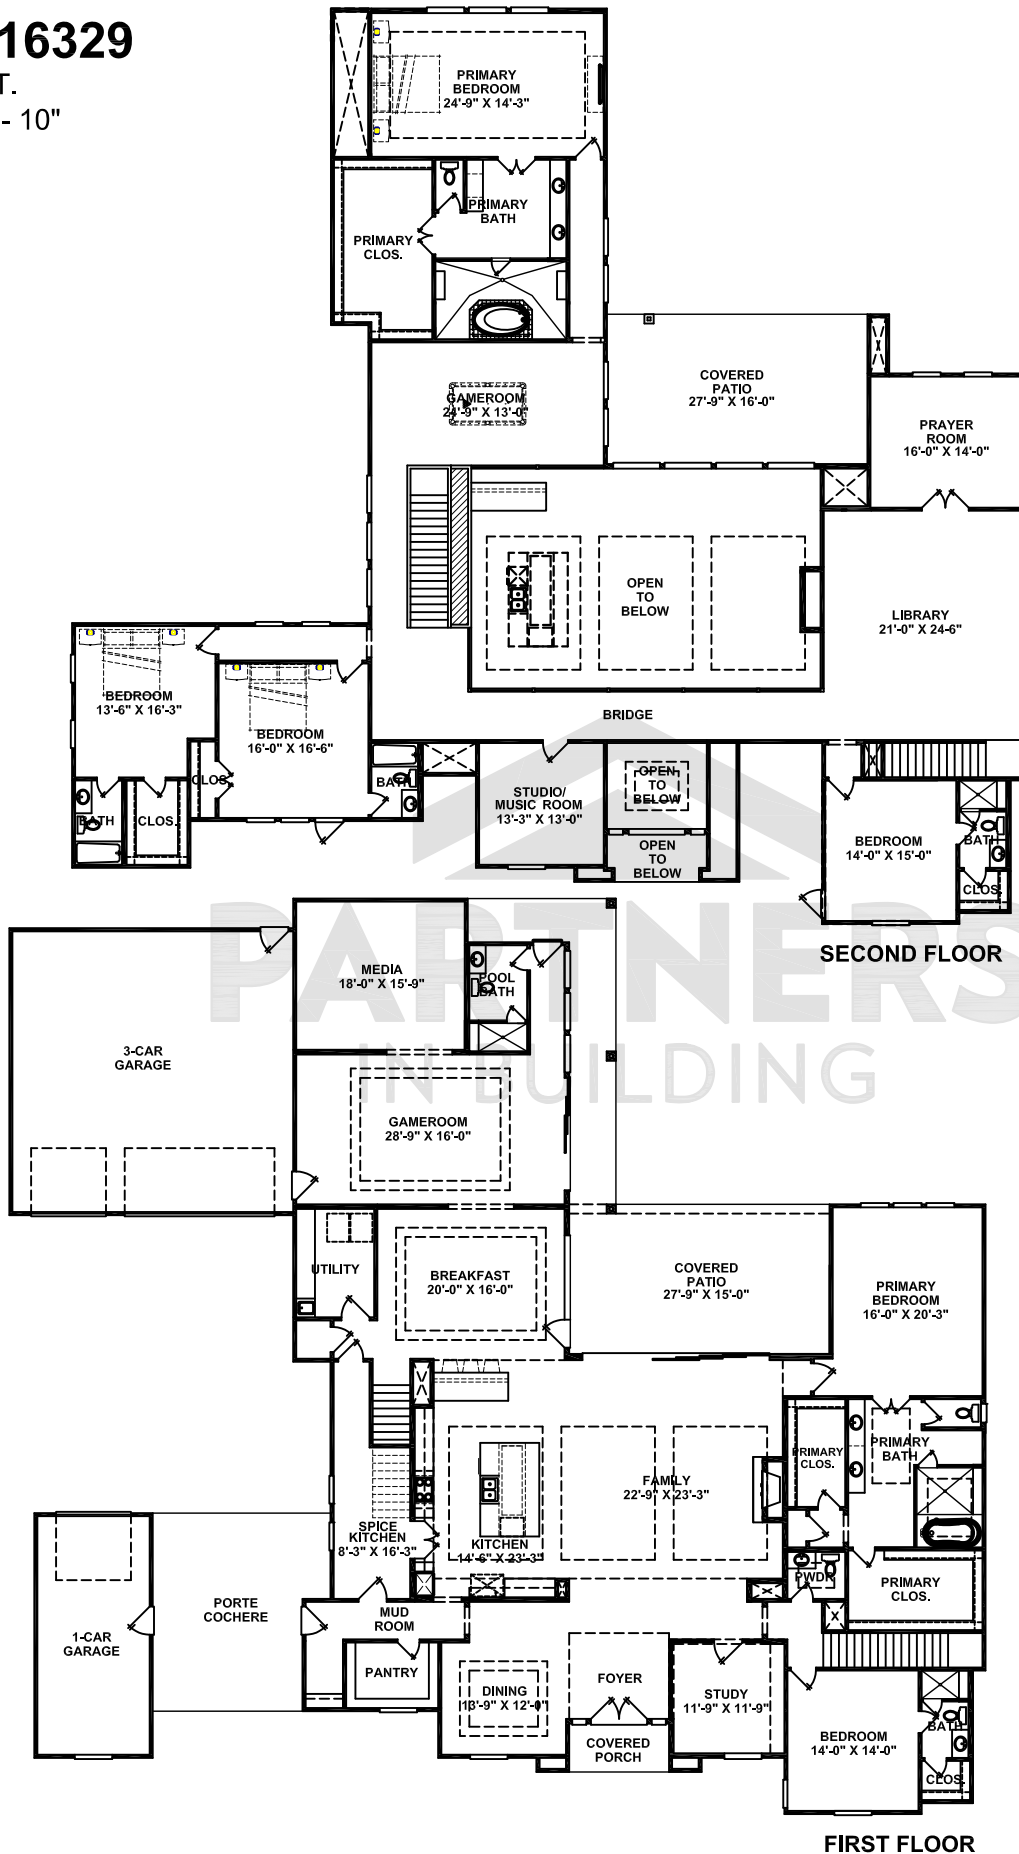 16329
T.
- 10"
PRIMARY
BEDROOM
24'-9" X 14'-3"
PRIMARY
BATH
PRIMARY
CLOS.
GAMEROOM
24'-9" X 13'-0"
COVERED
PATIO
27'-9" X 16'-0"
PRAYER
ROOM
16'-0" X 14'-0"
OPEN
TO
BELOW
LIBRARY
21'-0" X 24-6"
BEDROOM
13'-6" X 16'-3"
BEDROOM
16'-0" X 16'-6"
BRIDGE
CLOS.
BATH
BATH
CLOS.
STUDIO/
MUSIC ROOM
13'-3" X 13'-0"
OPEN
TO
BELOW
OPEN
TO
BELOW
X
BEDROOM
14'-0" X 15'-0"
BATH
CLOS.
SECOND FLOOR
PARTNERS
IN BUILDING
MEDIA
18'-0" X 15'-9"
POOL
BATH
3-CAR
GARAGE
GAMEROOM
28'-9" X 16'-0"
UTILITY
BREAKFAST
20'-0" X 16'-0"
COVERED
PATIO
27'-9" X 15'-0"
PRIMARY
BEDROOM
16'-0" X 20'-3"
PRIMARY
CLOS.
PRIMARY
BATH
FAMILY
22'-9" X 23'-3"
SPICE
KITCHEN
8'-3" X 16'-3"
KITCHEN
14'-6" X 23'-3"
PWDR
PRIMARY
CLOS.
X
PORTE
COCHERE
MUD
ROOM
1-CAR
GARAGE
PANTRY
DINING
13'-9" X 12'-0"
FOYER
STUDY
11'-9" X 11'-9"
COVERED
PORCH
BEDROOM
14'-0" X 14'-0"
BATH
CLOS.
FIRST FLOOR